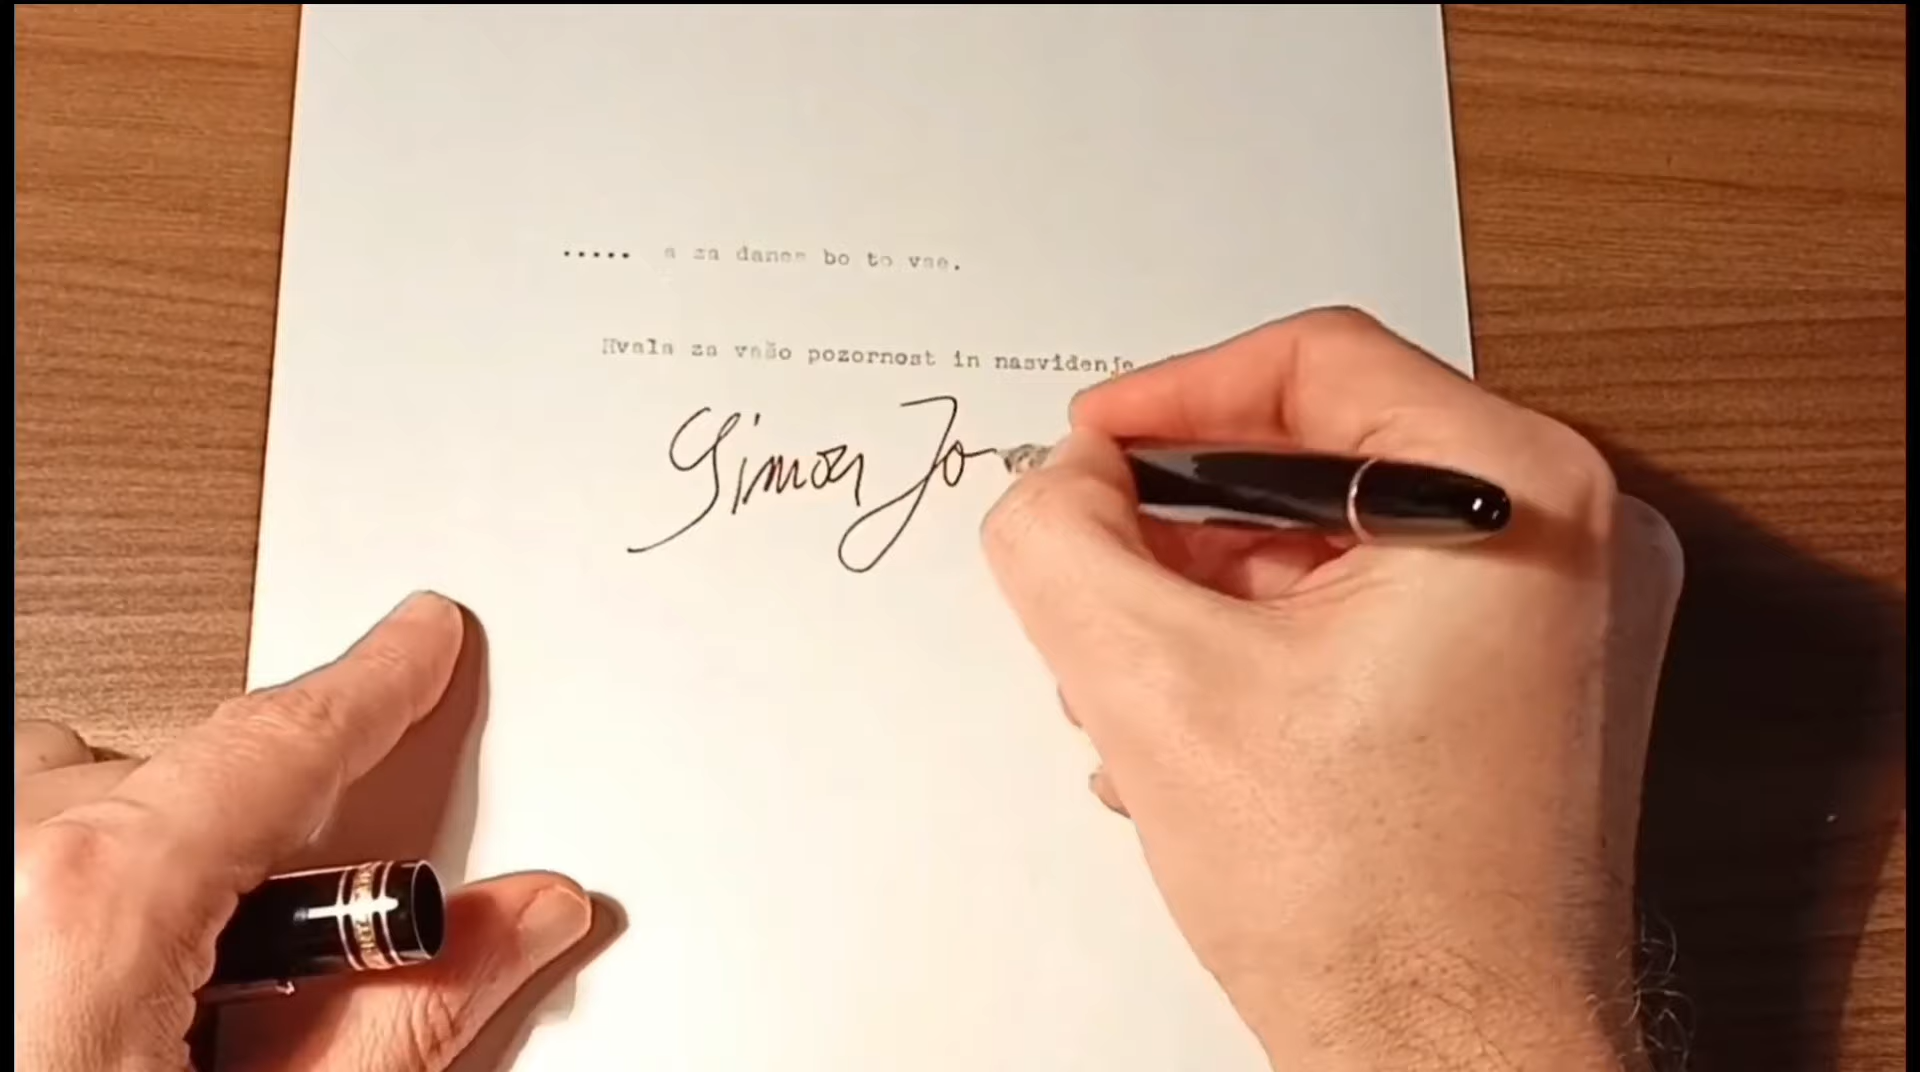 ..... a za danes bo to vse.
Hvala za vašo pozornost in nasvidenje
Simon Jo